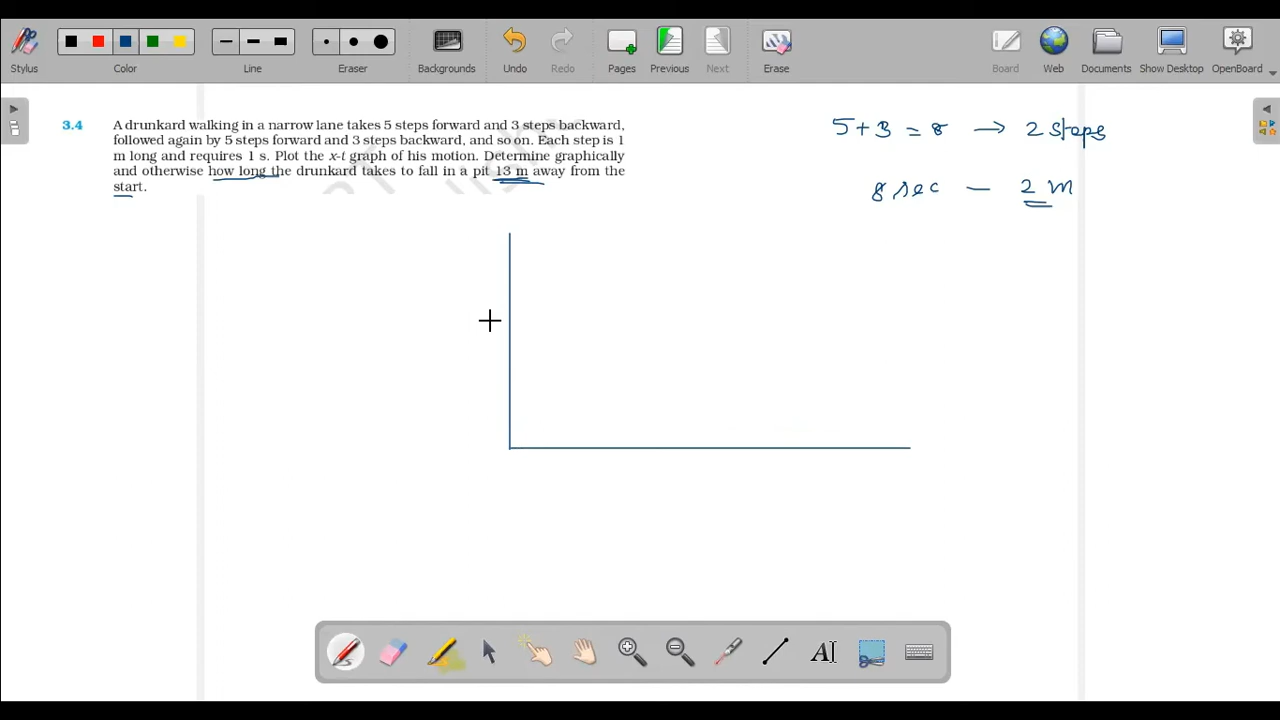 Stylus Color Line Eraser Backgrounds Undo Redo Pages Previous Next Erase Board Web Documents Show Desktop OpenBoard
3.4 A drunkard walking in a narrow lane takes 5 steps forward and 3 steps backward,
followed again by 5 steps forward and 3 steps backward, and so on. Each step is 1
m long and requires 1 s. Plot the x-t graph of his motion. Determine graphically
and otherwise how long the drunkard takes to fall in a pit 13 m away from the
start.
5+3 = 8 → 2 steps
8 sec — 2 m
AI